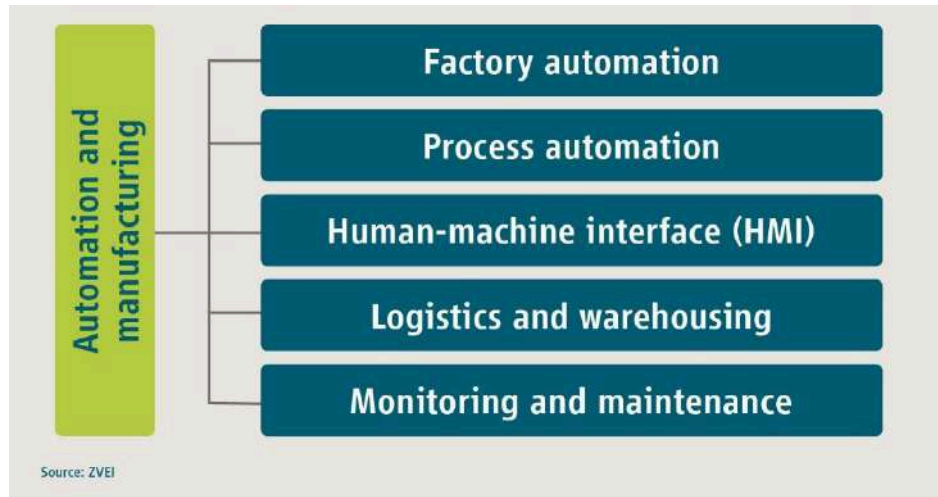 Automation and
manufacturing
Factory automation
Process automation
Human-machine interface (HMI)
Logistics and warehousing
Monitoring and maintenance
Source: ZVEI